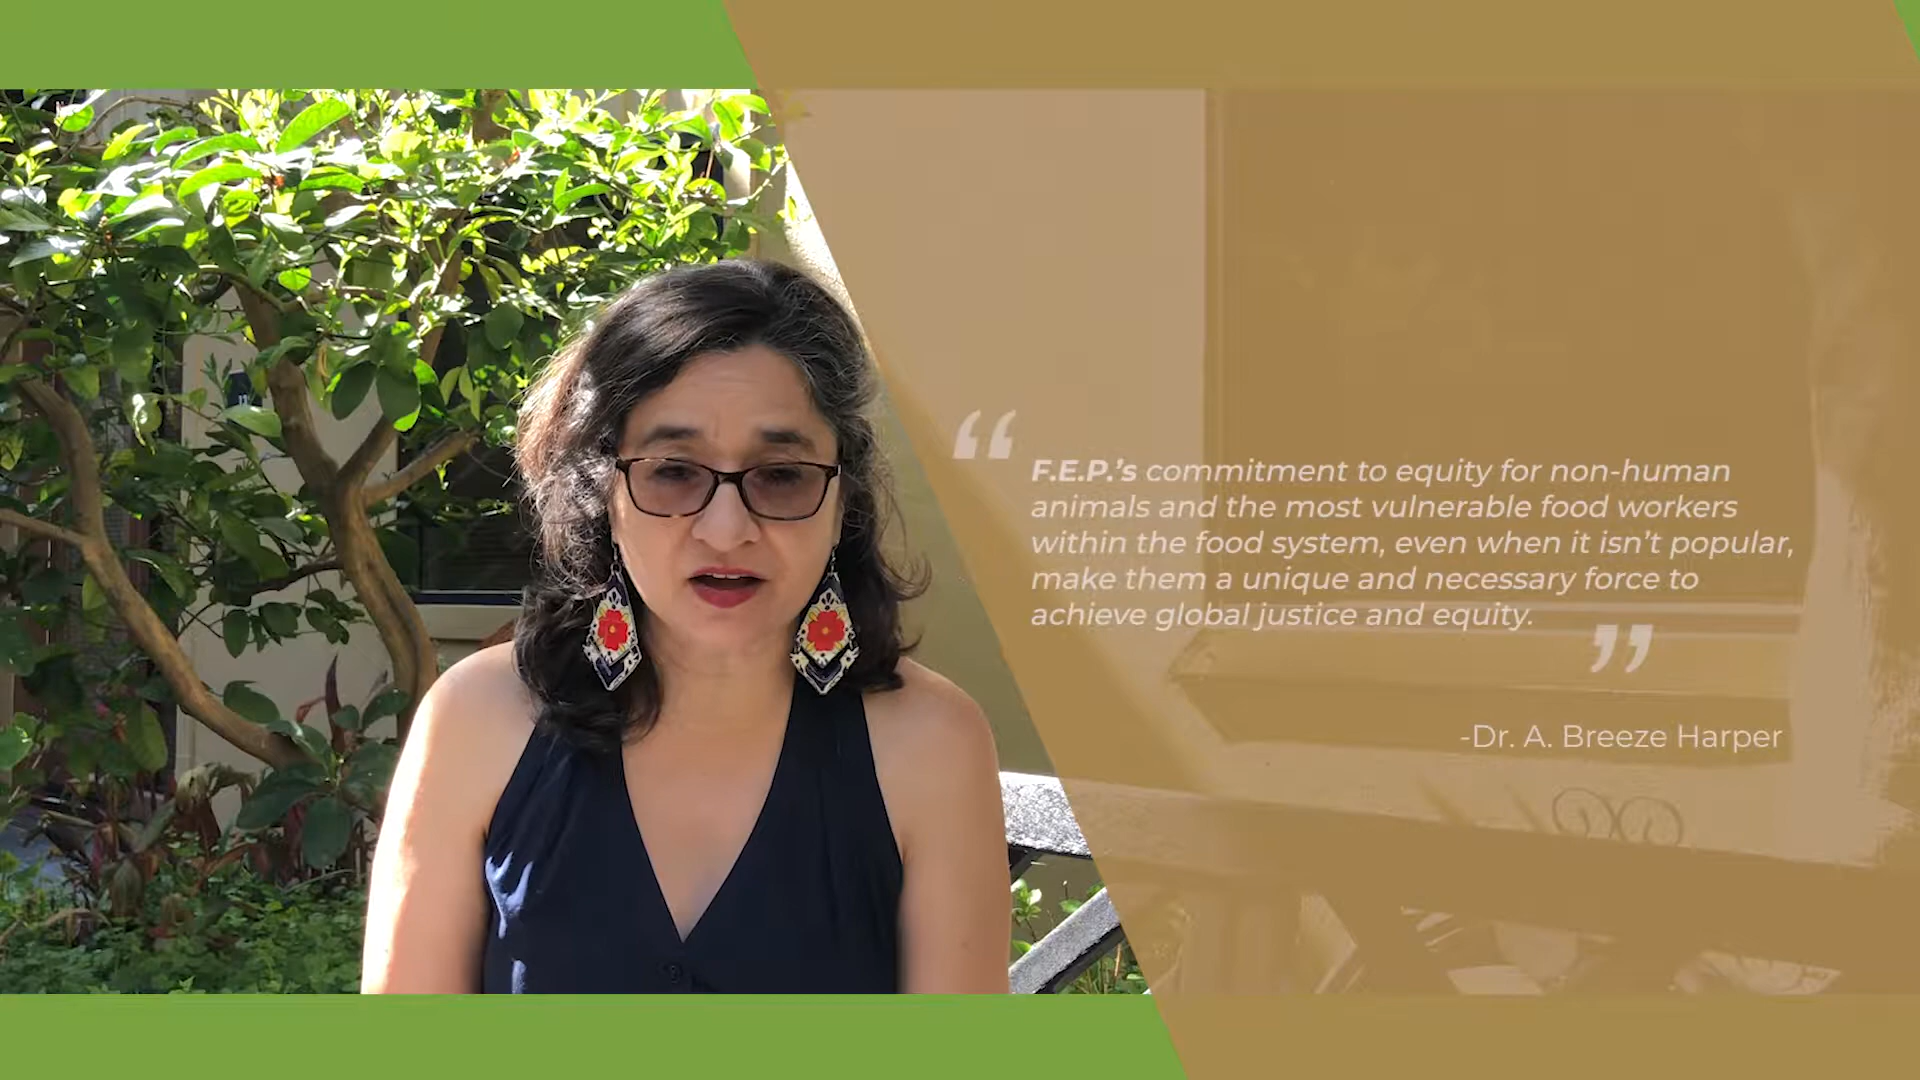 “
F.E.P.’s commitment to equity for non-human
animals and the most vulnerable food workers
within the food system, even when it isn’t popular,
make them a unique and necessary force to
achieve global justice and equity.
”
-Dr. A. Breeze Harper